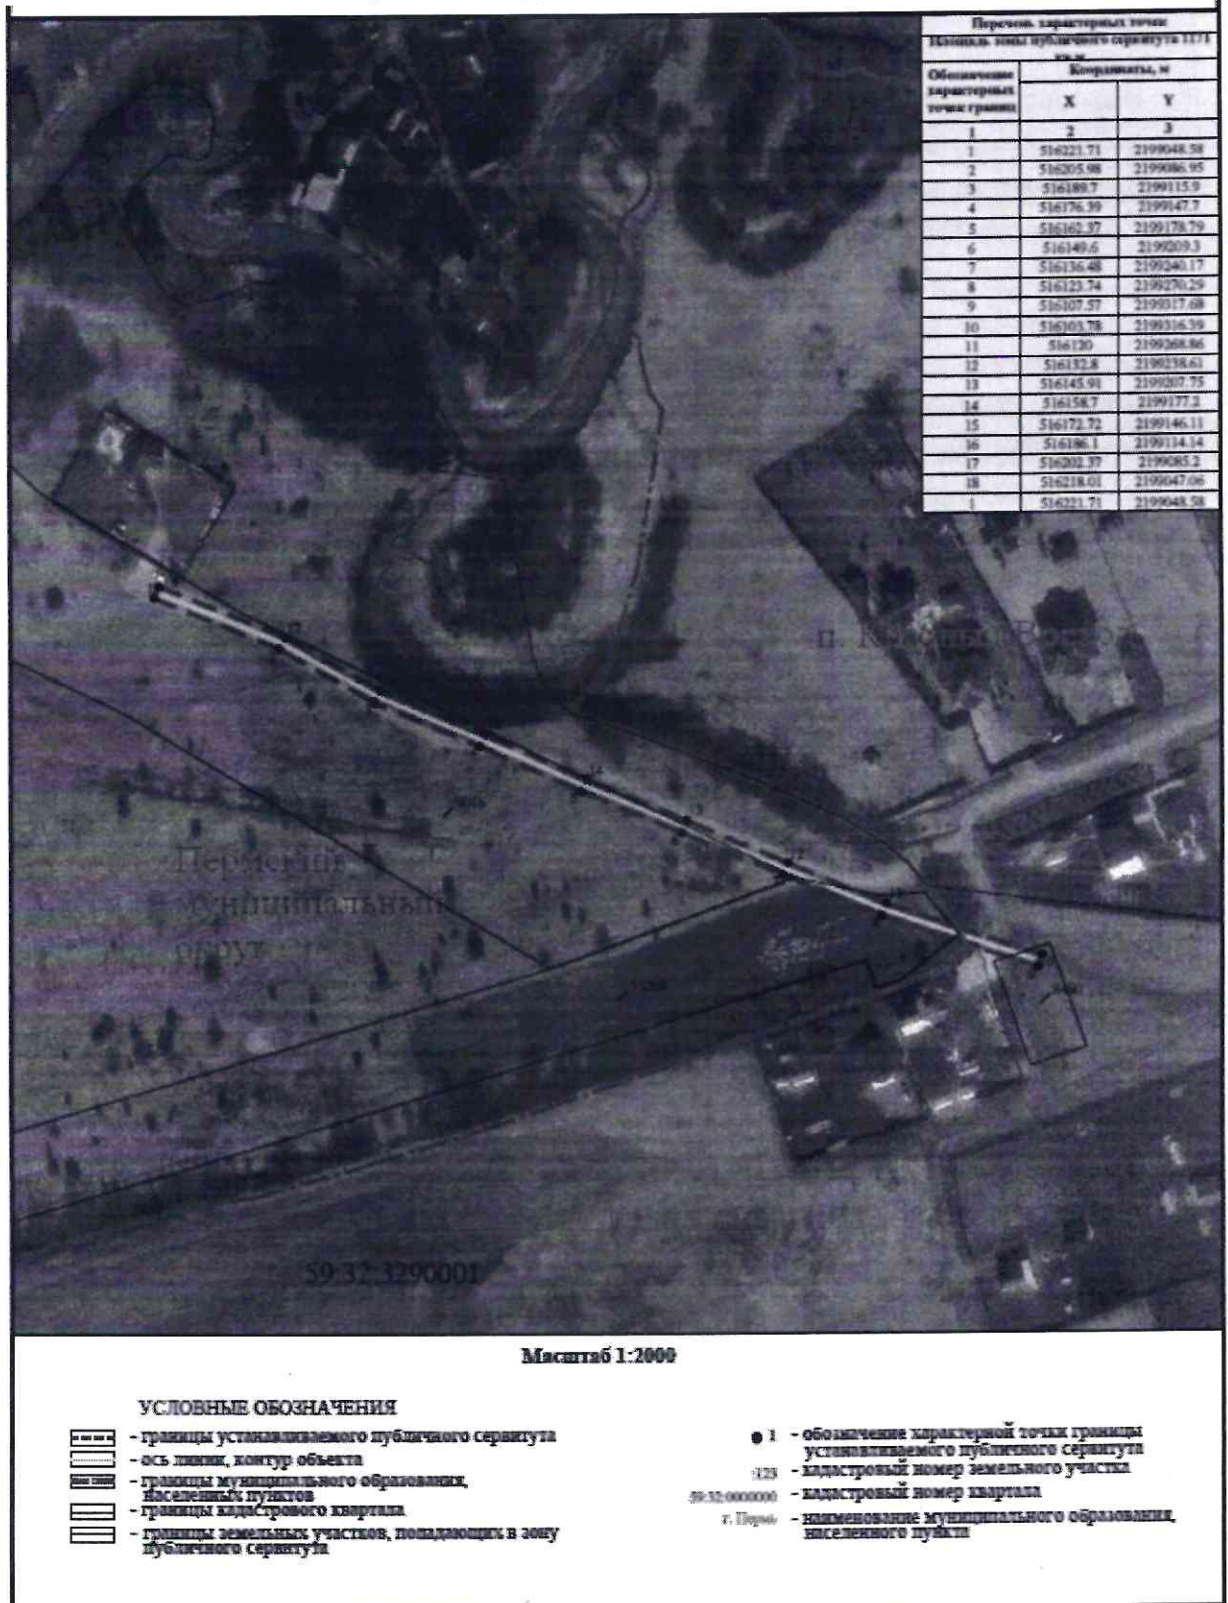 Перечень характерных точек
Площадь зоны публичного сервитута 1171
кв.м
Обозначение характерных точек границ
Координаты, м
X Y
1 2 3
1 516221.71 2199048.58
2 516205.98 2199086.95
3 516189.7 2199115.9
4 516176.39 2199147.7
5 516162.37 2199178.79
6 516149.6 2199209.3
7 516136.48 2199240.17
8 516123.74 2199270.29
9 516107.57 2199317.68
10 516103.78 2199316.39
11 516120 2199268.86
12 516132.8 2199238.61
13 516145.91 2199207.75
14 516158.7 2199177.2
15 516172.72 2199146.11
16 516186.1 2199114.14
17 516202.37 2199085.2
18 516218.01 2199047.06
1 516221.71 2199048.58
п.
Пермский
муниципальный
округ
59:32:3290001
Масштаб 1:2000
УСЛОВНЫЕ ОБОЗНАЧЕНИЯ
- границы устанавливаемого публичного сервитута
- ось линии, контур объекта
- границы муниципального образования,
населенных пунктов
- границы кадастрового квартала
- границы земельных участков, попадающих в зону
публичного сервитута
1 - обозначение характерной точки границы
устанавливаемого публичного сервитута
:123 - кадастровый номер земельного участка
59:32:0000000 - кадастровый номер квартала
г. Пермь - наименование муниципального образования,
населенного пункта